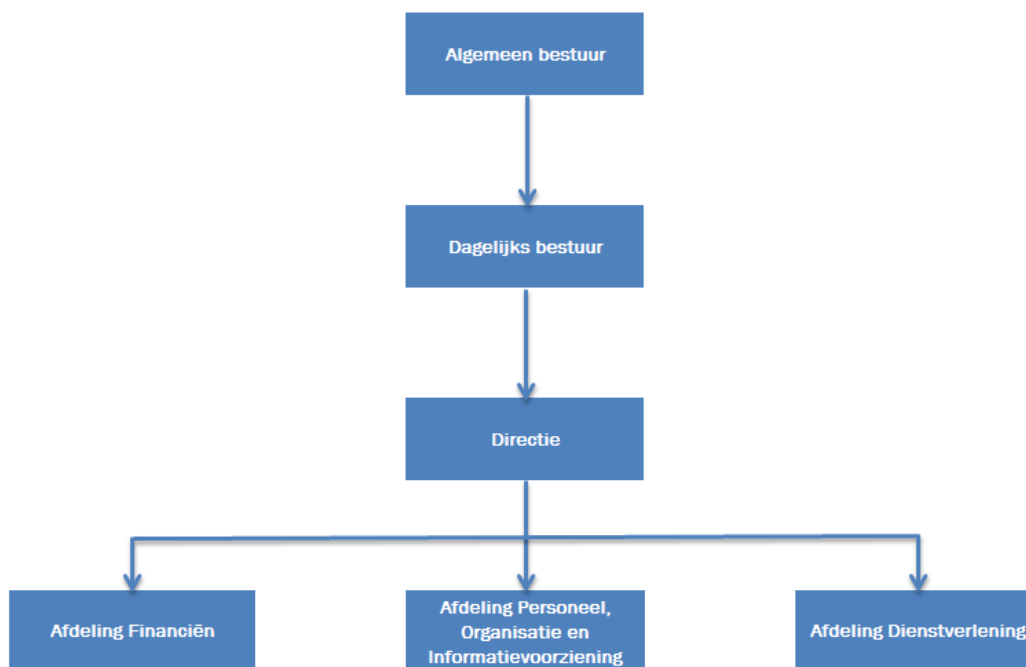 Algemeen bestuur
Dagelijks bestuur
Directie
Afdeling Financiën
Afdeling Personeel,
Organisatie en
Informatievoorziening
Afdeling Dienstverlening